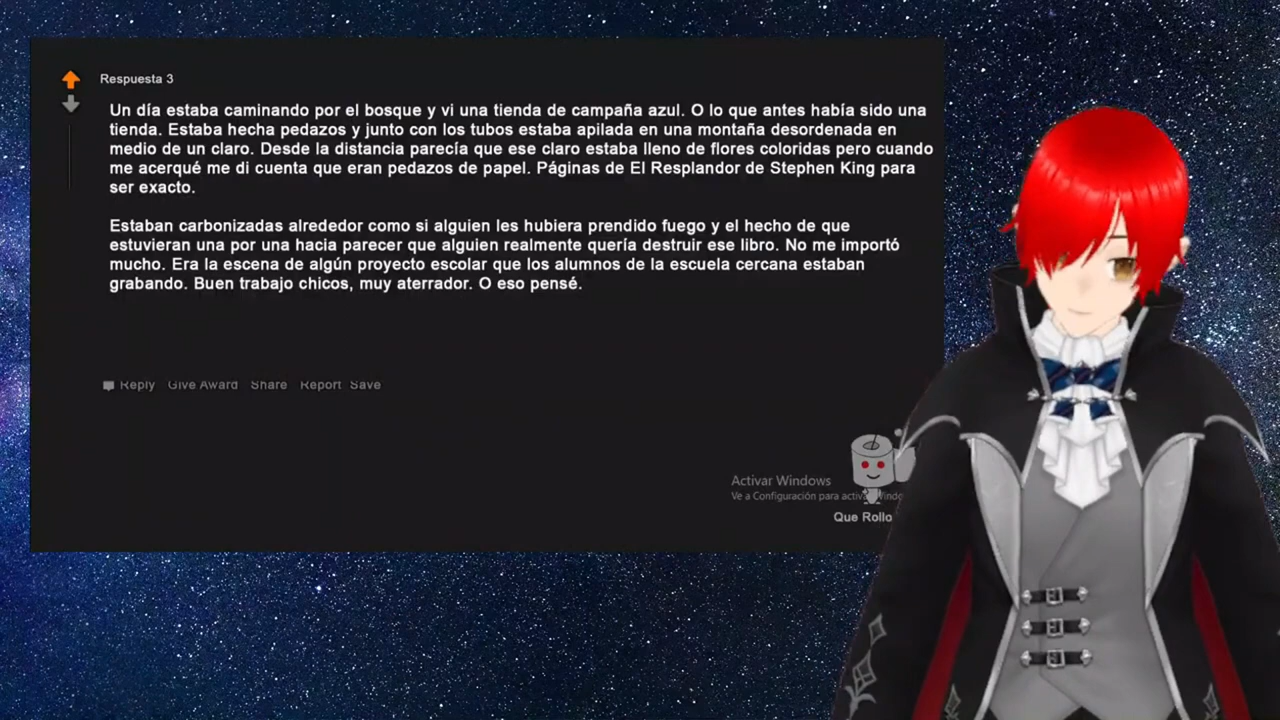 Respuesta 3
Un día estaba caminando por el bosque y vi una tienda de campaña azul. O lo que antes había sido una
tienda. Estaba hecha pedazos y junto con los tubos estaba apilada en una montaña desordenada en
medio de un claro. Desde la distancia parecía que ese claro estaba lleno de flores coloridas pero cuando
me acerqué me di cuenta que eran pedazos de papel. Páginas de El Resplandor de Stephen King para
ser exacto.
Estaban carbonizadas alrededor como si alguien les hubiera prendido fuego y el hecho de que
estuvieran una por una hacia parecer que alguien realmente quería destruir ese libro. No me importó
mucho. Era la escena de algún proyecto escolar que los alumnos de la escuela cercana estaban
grabando. Buen trabajo chicos, muy aterrador. O eso pensé.
Reply Give Award Share Report Save
Activar Windows
Ve a Configuración para activar
Que Rollo